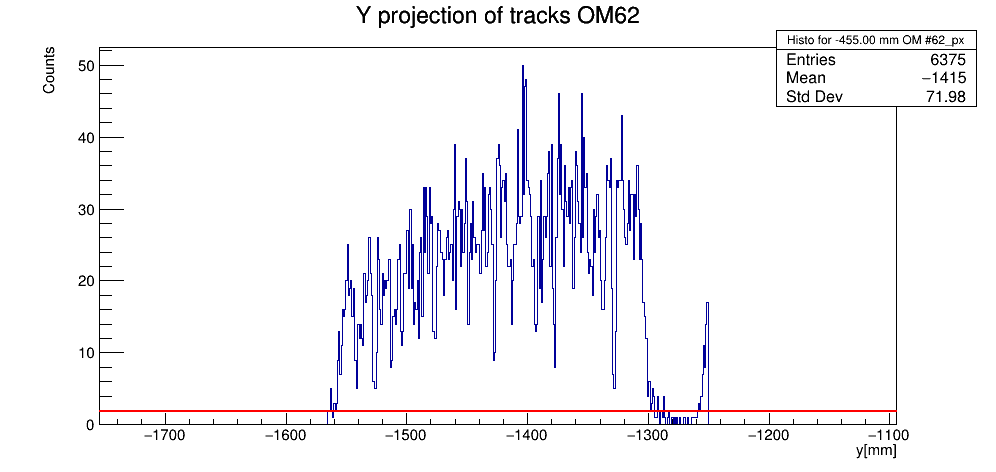 Y projection of tracks OM62
Histo for -455.00 mm OM #62_px
Entries 6375
Mean −1415
Std Dev 71.98
Counts
50
40
30
20
10
0
−1700 −1600 −1500 −1400 −1300 −1200 −1100
y[mm]